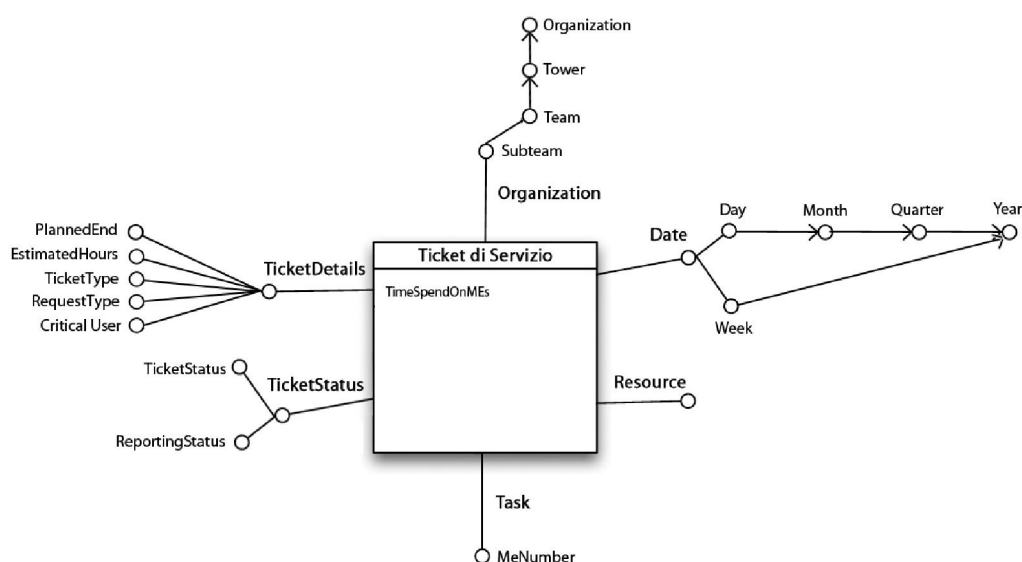 Organization
Tower
Team
Subteam
Organization
PlannedEnd
EstimatedHours
TicketType
RequestType
Critical User
TicketDetails
Ticket di Servizio
TimeSpendOnMEs
Date
Day
Month
Quarter
Year
Week
TicketStatus
TicketStatus
ReportingStatus
Resource
Task
MeNumber